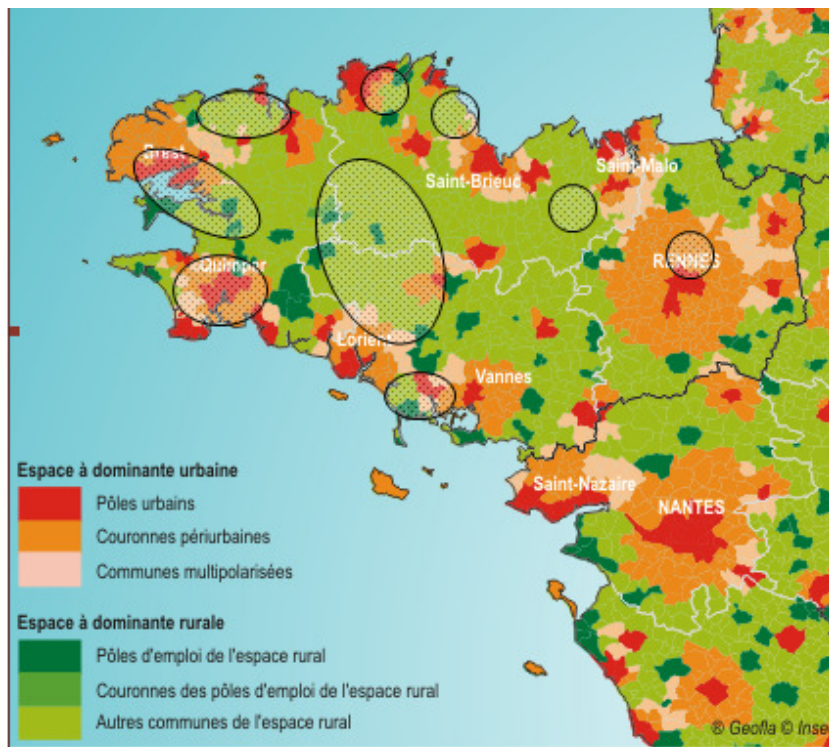 Brest
Saint-Malo
Saint-Brieuc
Quimper
RENNES
Lorient
Vannes
Espace à dominante urbaine
Saint-Nazaire
Pôles urbains
NANTES
Couronnes périurbaines
Communes multipolarisées
Espace à dominante rurale
Pôles d'emploi de l'espace rural
Couronnes des pôles d'emploi de l'espace rural
Autres communes de l'espace rural
® Geofla © Inse